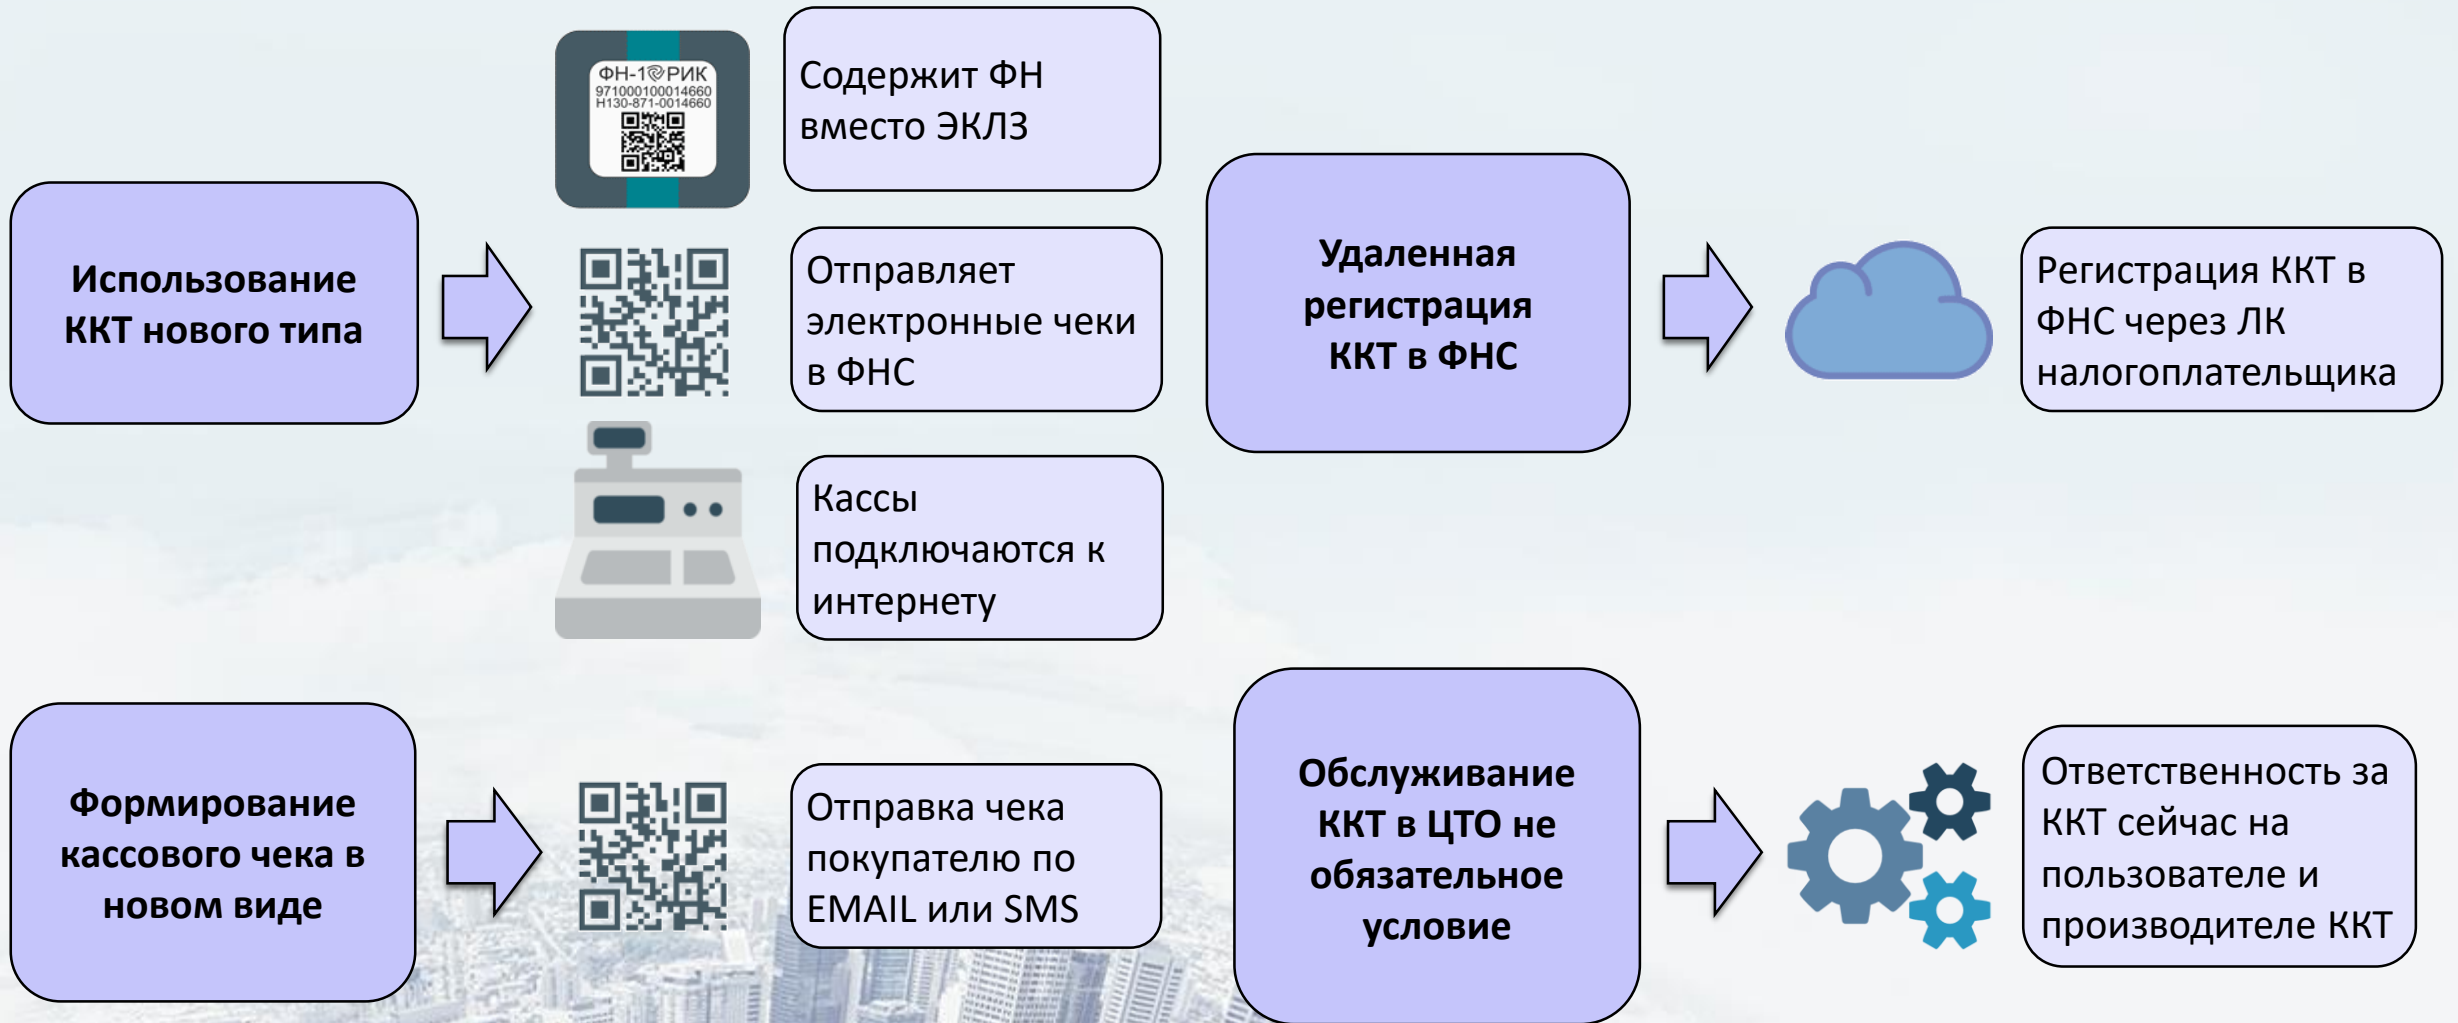 Использование
ККТ нового типа
ФН-1 РИК
971000100014660
Н130-871-0014660
Содержит ФН
вместо ЭКЛЗ
Отправляет
электронные чеки
в ФНС
Кассы
подключаются к
интернету
Удаленная
регистрация
ККТ в ФНС
Регистрация ККТ в
ФНС через ЛК
налогоплательщика
Формирование
кассового чека в
новом виде
Отправка чека
покупателю по
EMAIL или SMS
Обслуживание
ККТ в ЦТО не
обязательное
условие
Ответственность за
ККТ сейчас на
пользователе и
производителе ККТ